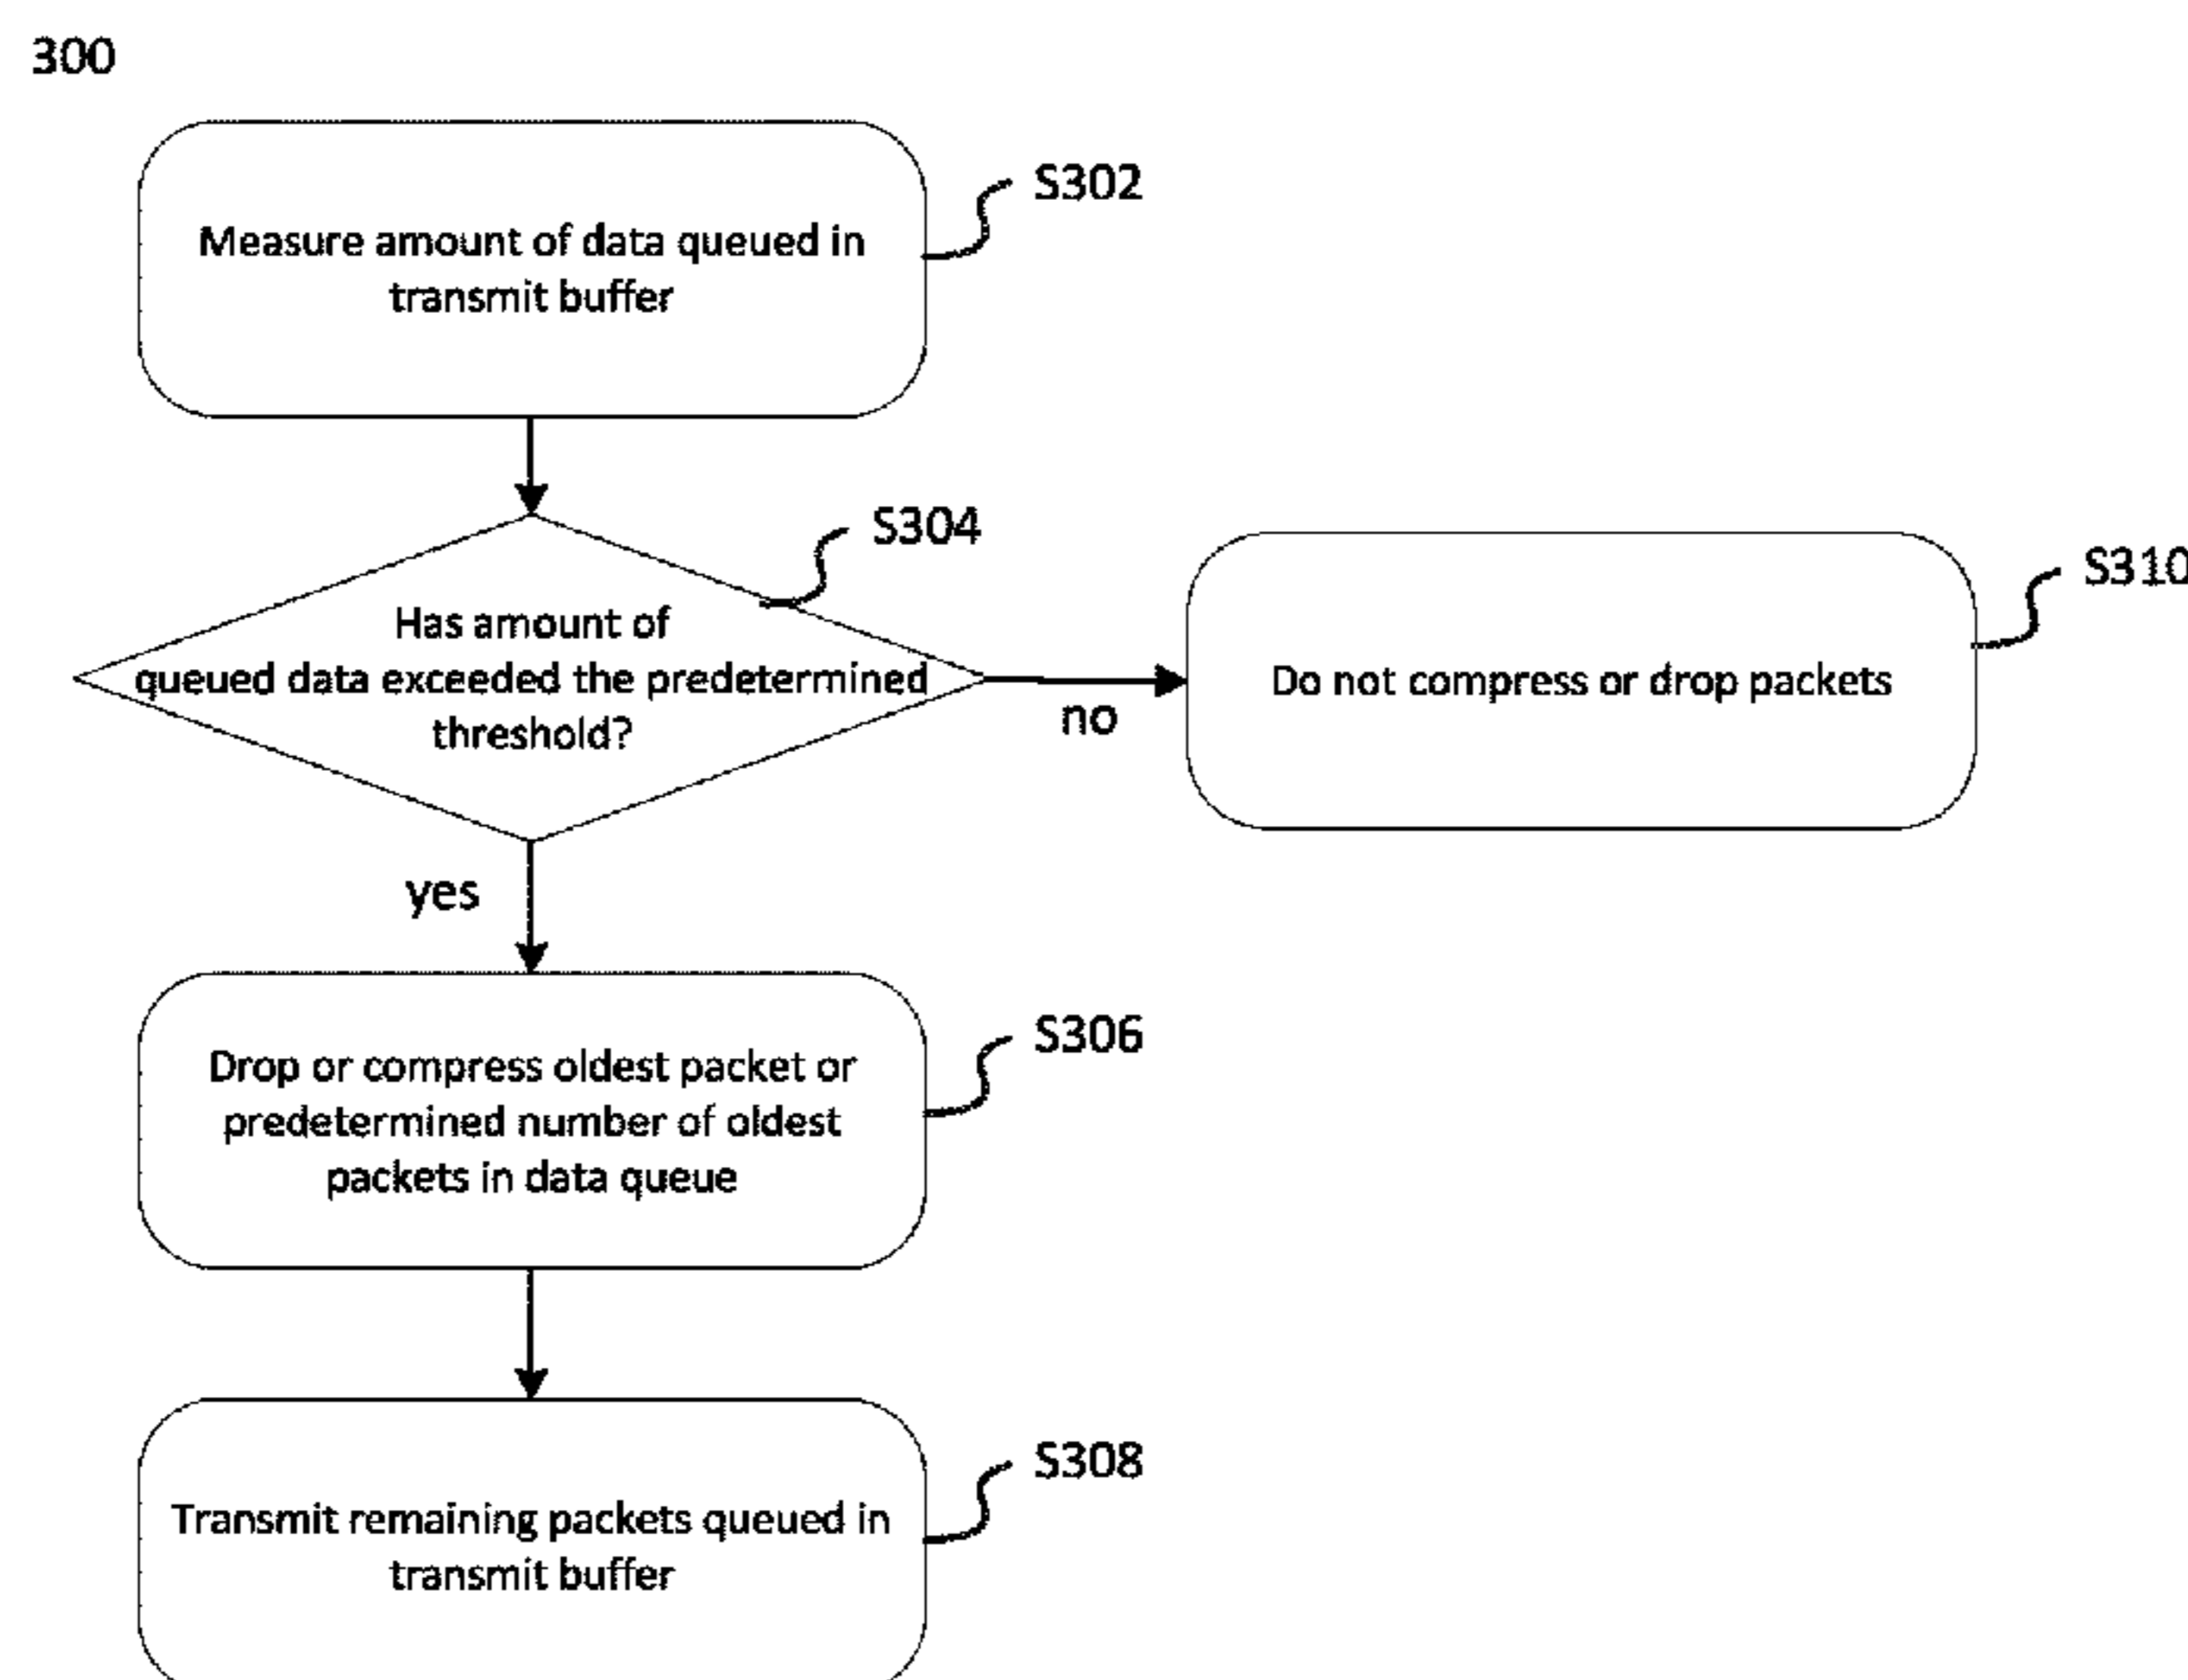 300
Measure amount of data queued in
transmit buffer
S302
Has amount of
queued data exceeded the predetermined
threshold?
S304
no
Do not compress or drop packets
S310
yes
Drop or compress oldest packet or
predetermined number of oldest
packets in data queue
S306
Transmit remaining packets queued in
transmit buffer
S308